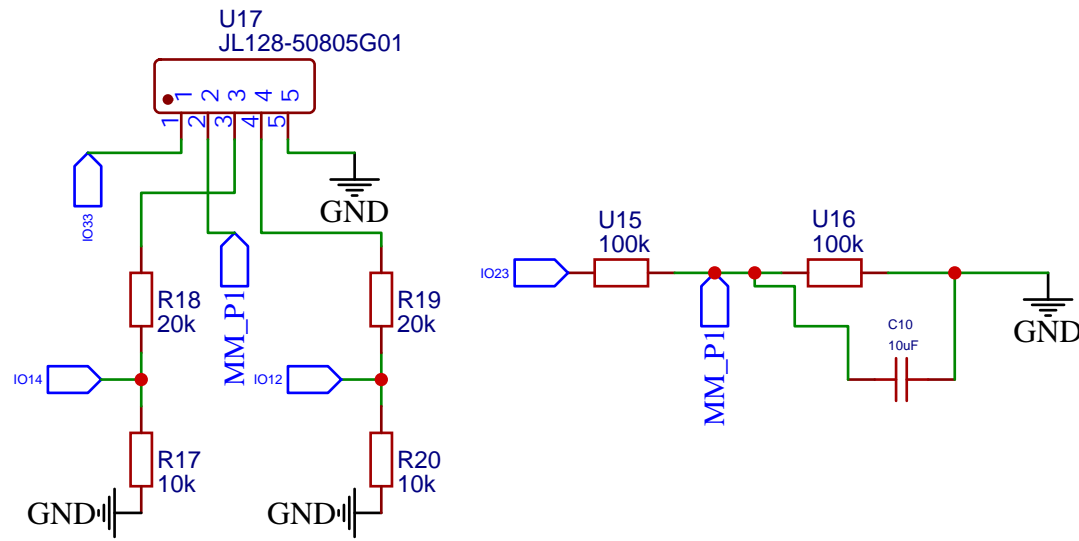 U17
JL128-50805G01
1 2 3 4 5
1 2 3 4 5
IO33
GND
MM_P1
R18
20k
R19
20k
IO14
IO12
R17
10k
R20
10k
GND
GND
U15
100k
U16
100k
IO23
MM_P1
C10
10uF
GND